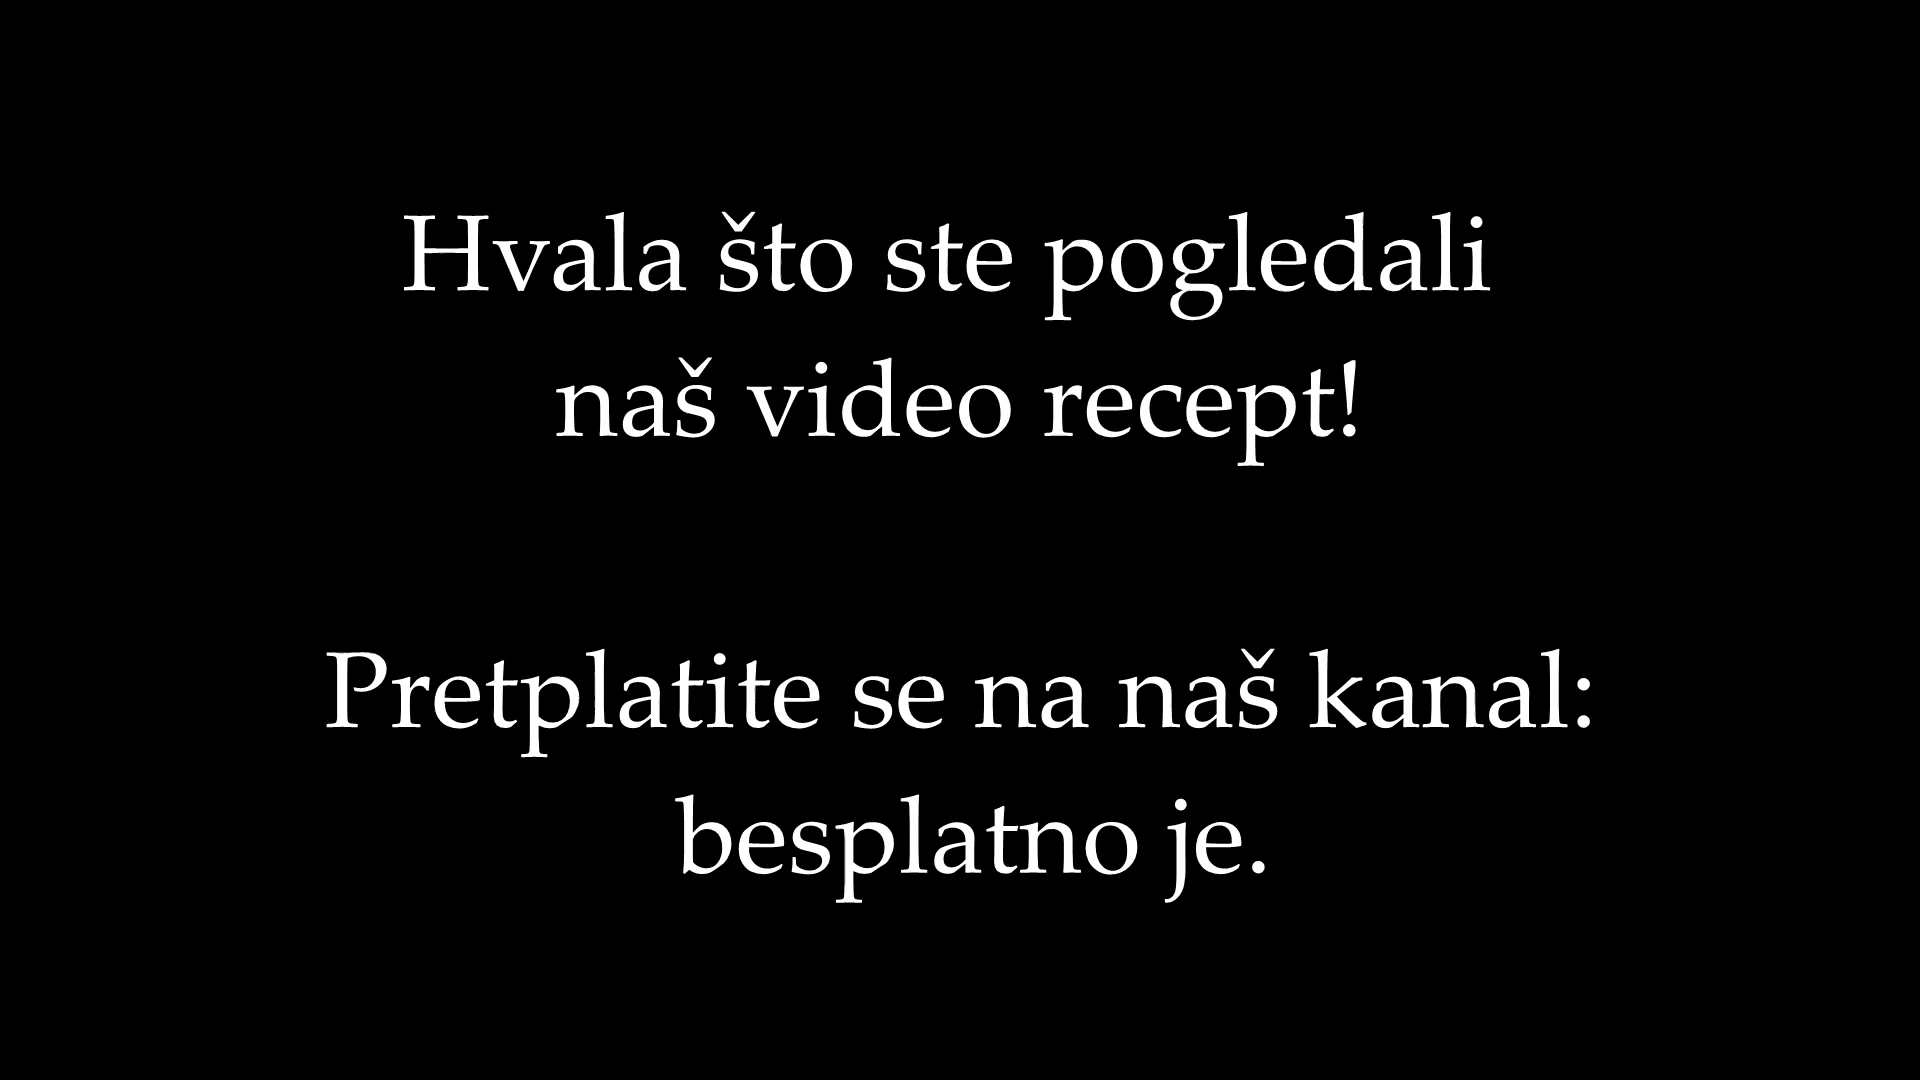 Hvala što ste pogledali
naš video recept!
Pretplatite se na naš kanal:
besplatno je.